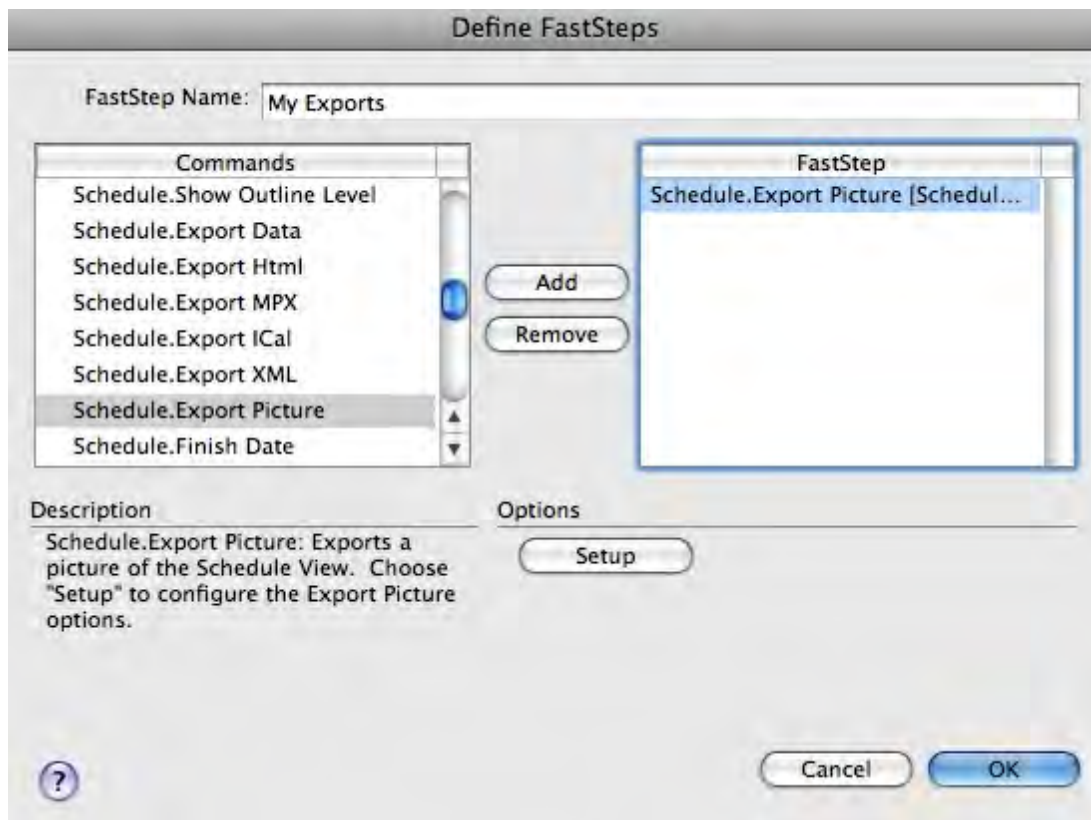 Define FastSteps
FastStep Name: My Exports
Commands
Schedule.Show Outline Level
Schedule.Export Data
Schedule.Export Html
Schedule.Export MPX
Schedule.Export ICal
Schedule.Export XML
Schedule.Export Picture
Schedule.Finish Date
Add
Remove
FastStep
Schedule.Export Picture [Schedul...
Description
Schedule.Export Picture: Exports a
picture of the Schedule View. Choose
"Setup" to configure the Export Picture
options.
Options
Setup
?
Cancel
OK